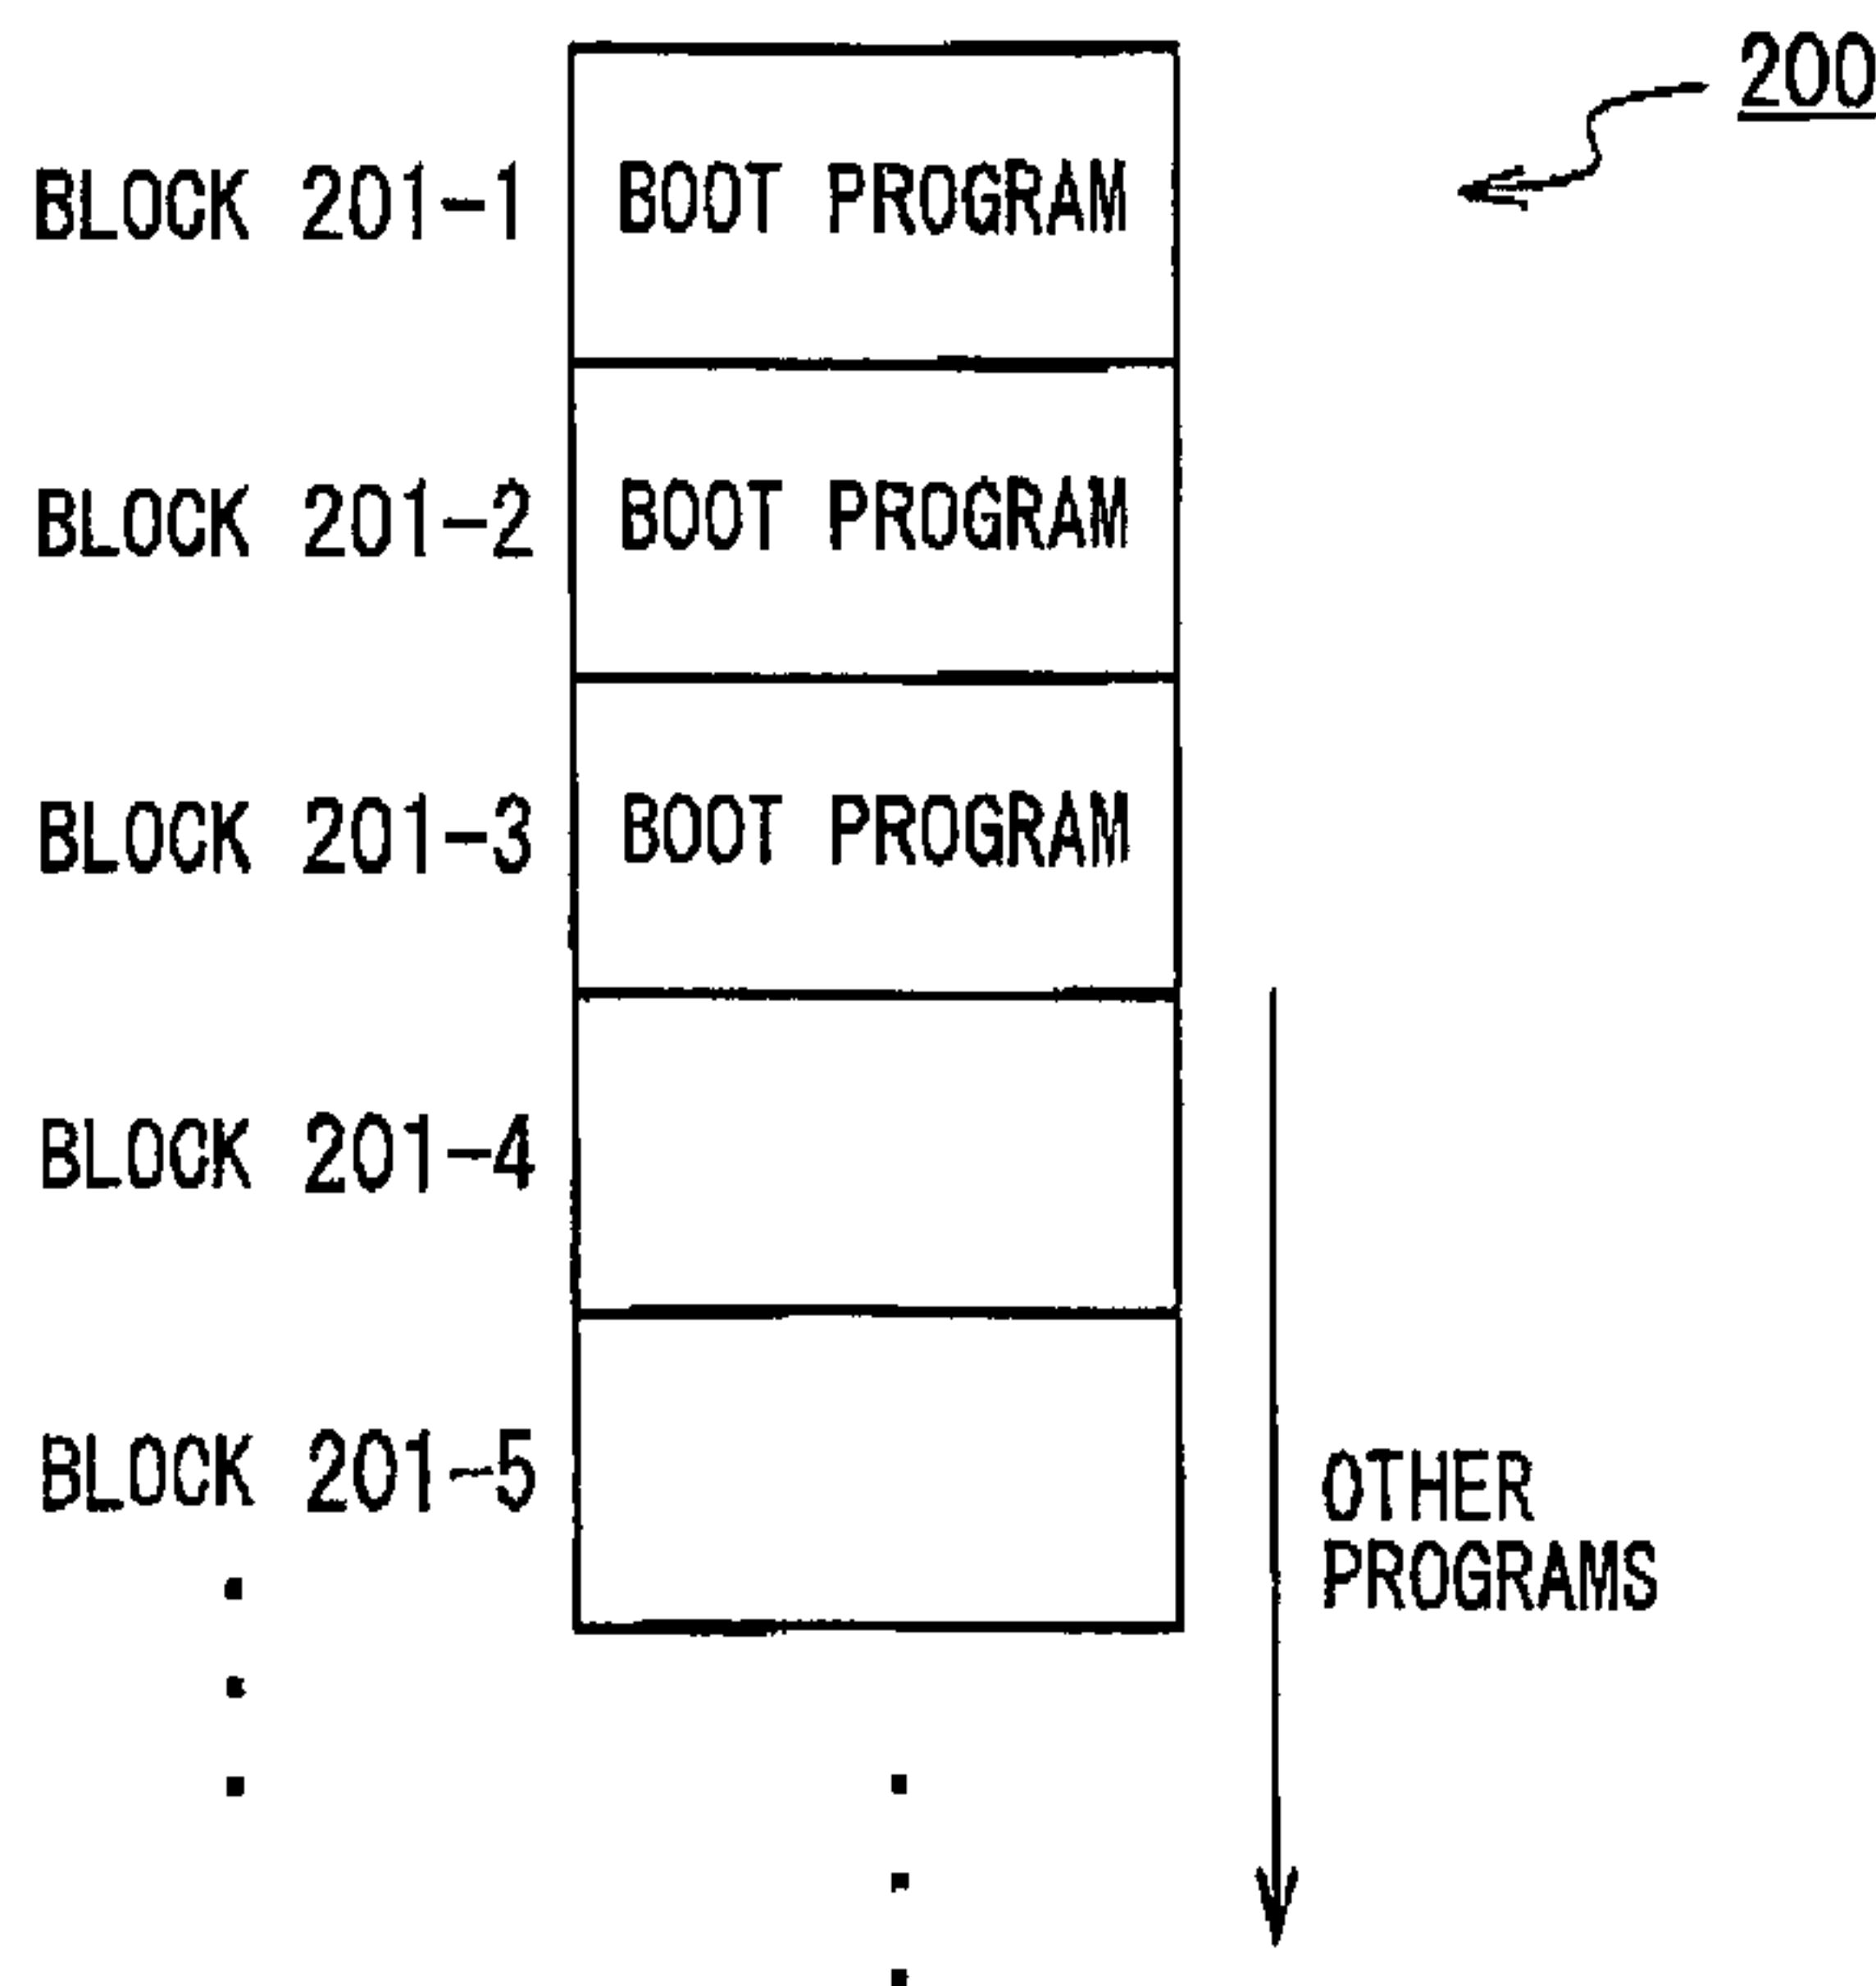 200
BLOCK 201-1 BOOT PROGRAM
BLOCK 201-2 BOOT PROGRAM
BLOCK 201-3 BOOT PROGRAM
BLOCK 201-4
BLOCK 201-5
OTHER
PROGRAMS